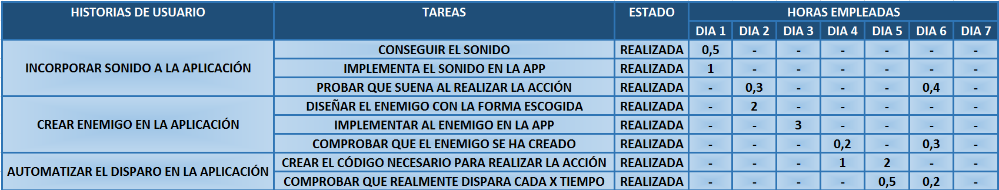 HISTORIAS DE USUARIO TAREAS ESTADO HORAS EMPLEADAS
DIA 1 DIA 2 DIA 3 DIA 4 DIA 5 DIA 6 DIA 7
INCORPORAR SONIDO A LA APLICACIÓN
CONSEGUIR EL SONIDO REALIZADA 0,5 - - - - - -
IMPLEMENTA EL SONIDO EN LA APP REALIZADA 1 - - - - - -
PROBAR QUE SUENA AL REALIZAR LA ACCIÓN REALIZADA - 0,3 - - - 0,4 -
CREAR ENEMIGO EN LA APLICACIÓN
DISEÑAR EL ENEMIGO CON LA FORMA ESCOGIDA REALIZADA - 2 - - - - -
IMPLEMENTAR AL ENEMIGO EN LA APP REALIZADA - - 3 - - - -
COMPROBAR QUE EL ENEMIGO SE HA CREADO REALIZADA - - - 0,2 - 0,3 -
AUTOMATIZAR EL DISPARO EN LA APLICACIÓN
CREAR EL CÓDIGO NECESARIO PARA REALIZAR LA ACCIÓN REALIZADA - - - 1 2 - -
COMPROBAR QUE REALMENTE DISPARA CADA X TIEMPO REALIZADA - - - - 0,5 0,2 -